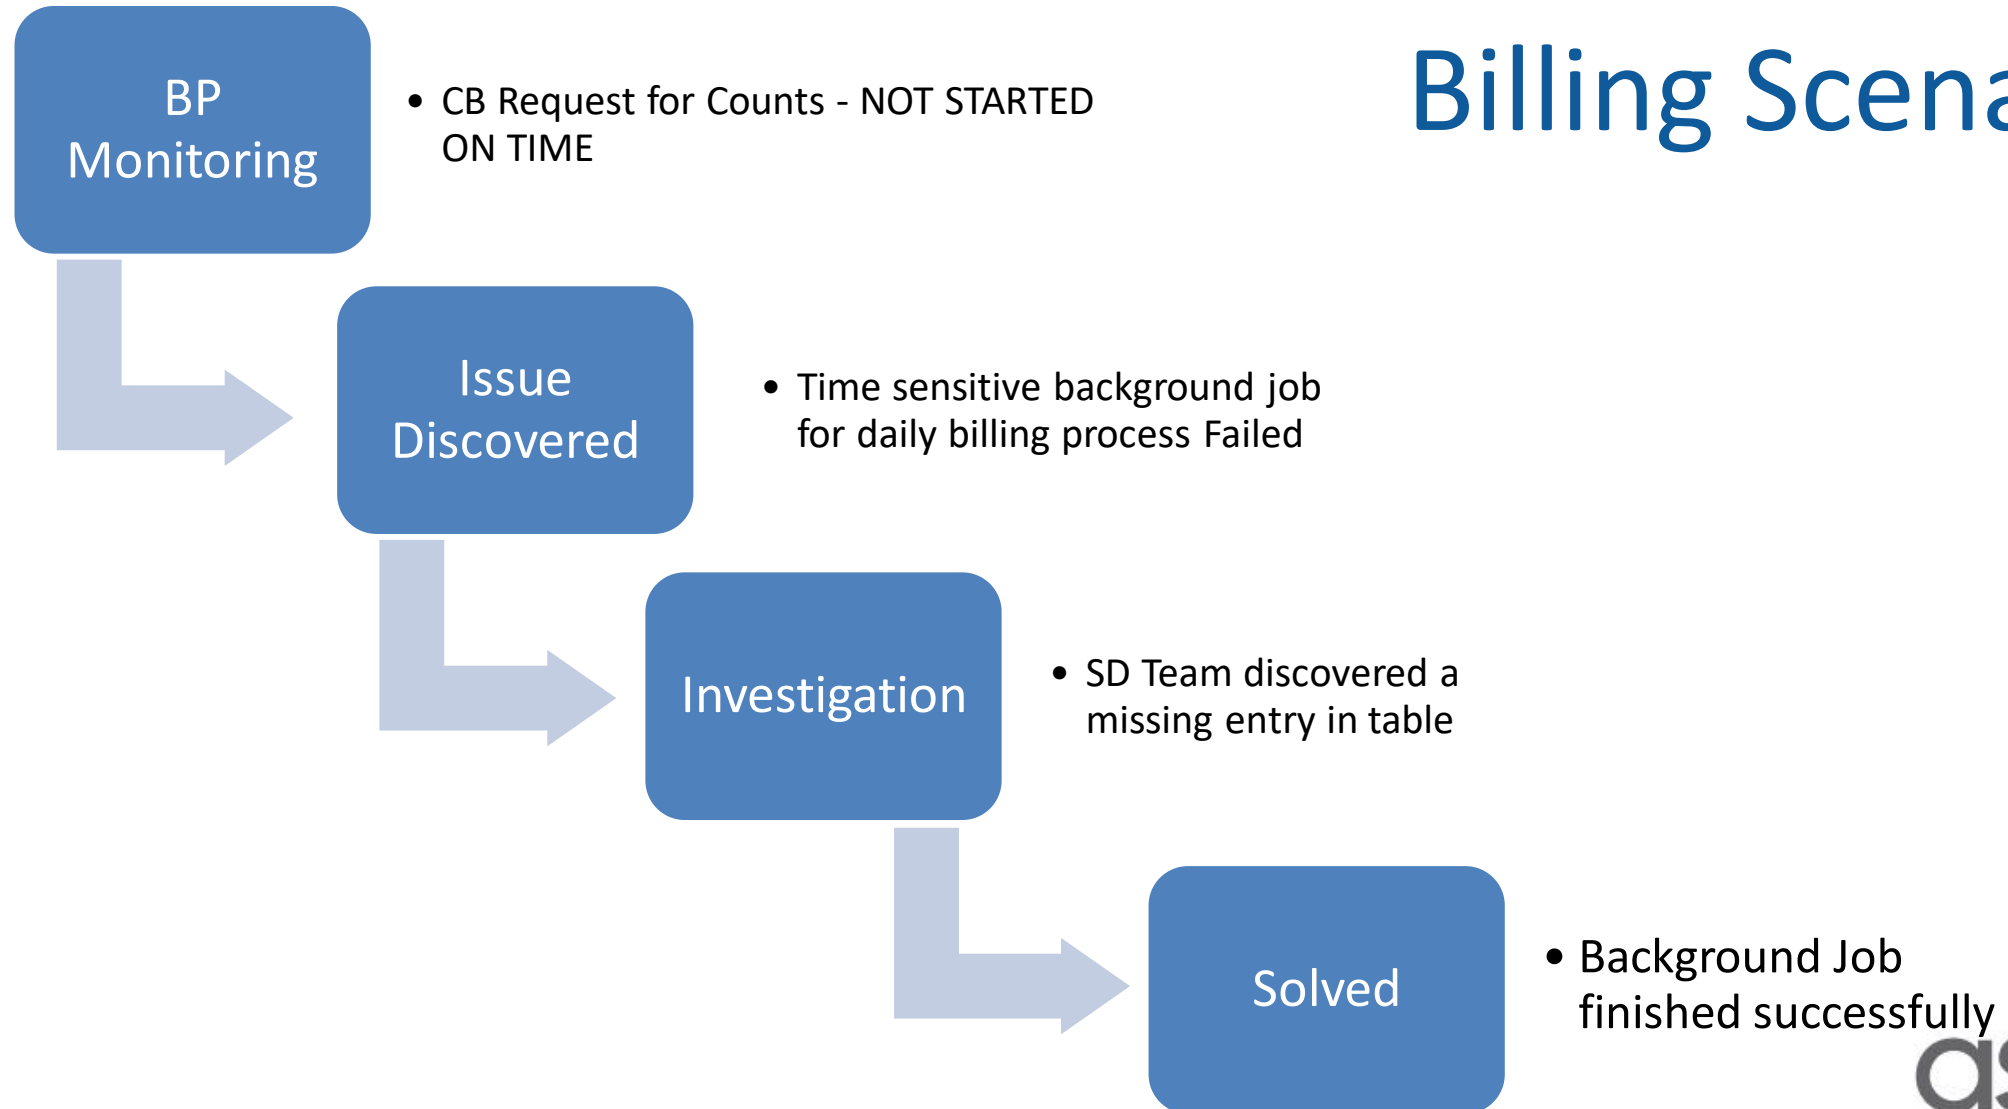 Billing Scena
BP
Monitoring
• CB Request for Counts - NOT STARTED
ON TIME
Issue
Discovered
• Time sensitive background job
for daily billing process Failed
Investigation
• SD Team discovered a
missing entry in table
Solved
• Background Job
finished successfully
as